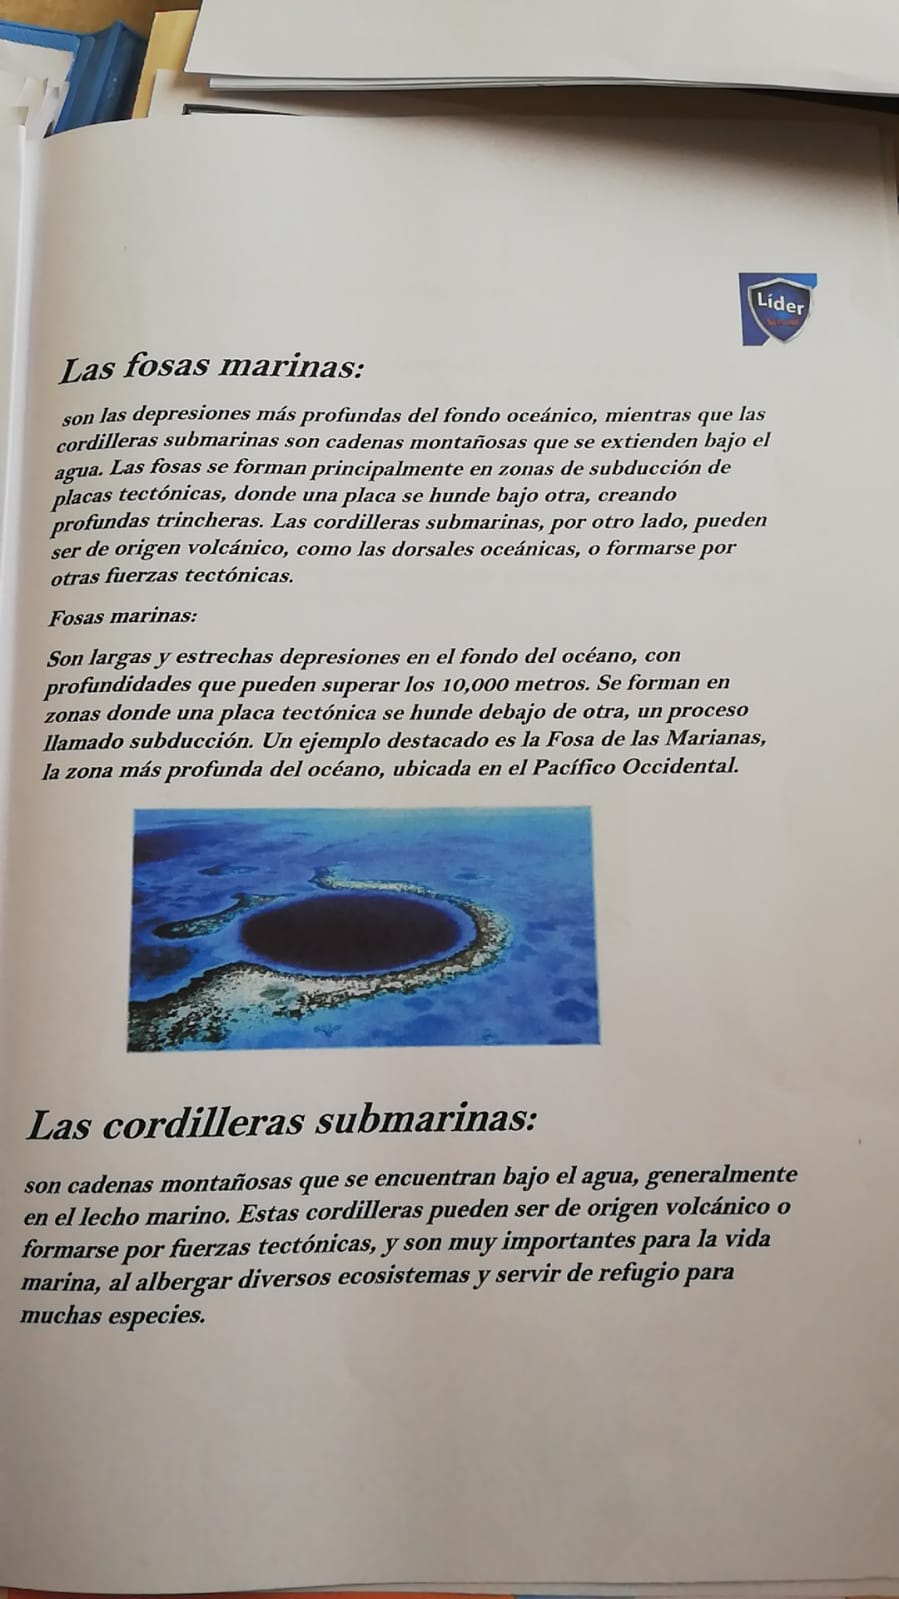 Líder
Las fosas marinas:
son las depresiones más profundas del fondo oceánico, mientras que las
cordilleras submarinas son cadenas montañosas que se extienden bajo el
agua. Las fosas se forman principalmente en zonas de subducción de
placas tectónicas, donde una placa se hunde bajo otra, creando
profundas trincheras. Las cordilleras submarinas, por otro lado, pueden
ser de origen volcánico, como las dorsales oceánicas, o formarse por
otras fuerzas tectónicas.
Fosas marinas:
Son largas y estrechas depresiones en el fondo del océano, con
profundidades que pueden superar los 10,000 metros. Se forman en
zonas donde una placa tectónica se hunde debajo de otra, un proceso
llamado subducción. Un ejemplo destacado es la Fosa de las Marianas,
la zona más profunda del océano, ubicada en el Pacífico Occidental.
Las cordilleras submarinas:
son cadenas montañosas que se encuentran bajo el agua, generalmente
en el lecho marino. Estas cordilleras pueden ser de origen volcánico o
formarse por fuerzas tectónicas, y son muy importantes para la vida
marina, al albergar diversos ecosistemas y servir de refugio para
muchas especies.